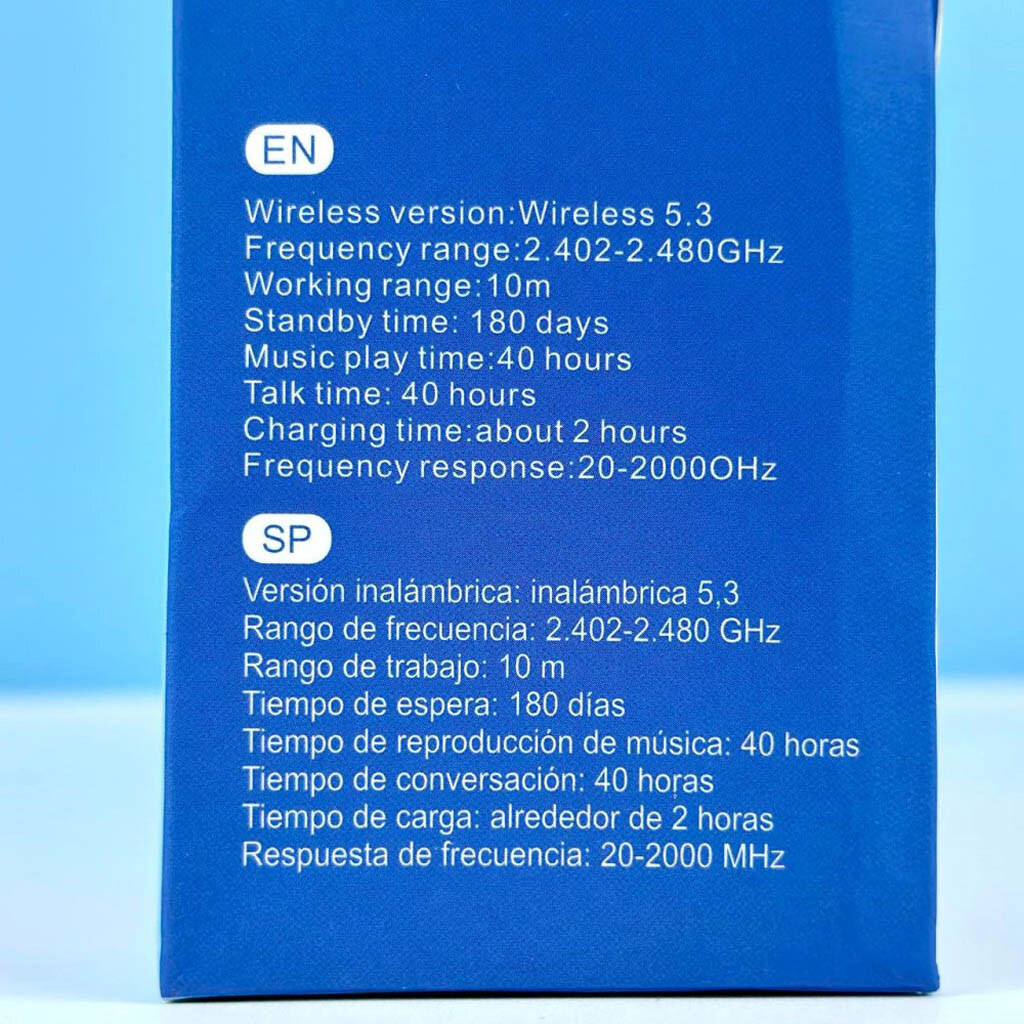 EN
Wireless version:Wireless 5.3
Frequency range:2.402-2.480GHz
Working range:10m
Standby time: 180 days
Music play time:40 hours
Talk time: 40 hours
Charging time:about 2 hours
Frequency response:20-2000OHz
SP
Versión inalámbrica: inalámbrica 5,3
Rango de frecuencia: 2.402-2.480 GHz
Rango de trabajo: 10 m
Tiempo de espera: 180 días
Tiempo de reproducción de música: 40 horas
Tiempo de conversación: 40 horas
Tiempo de carga: alrededor de 2 horas
Respuesta de frecuencia: 20-2000 MHz